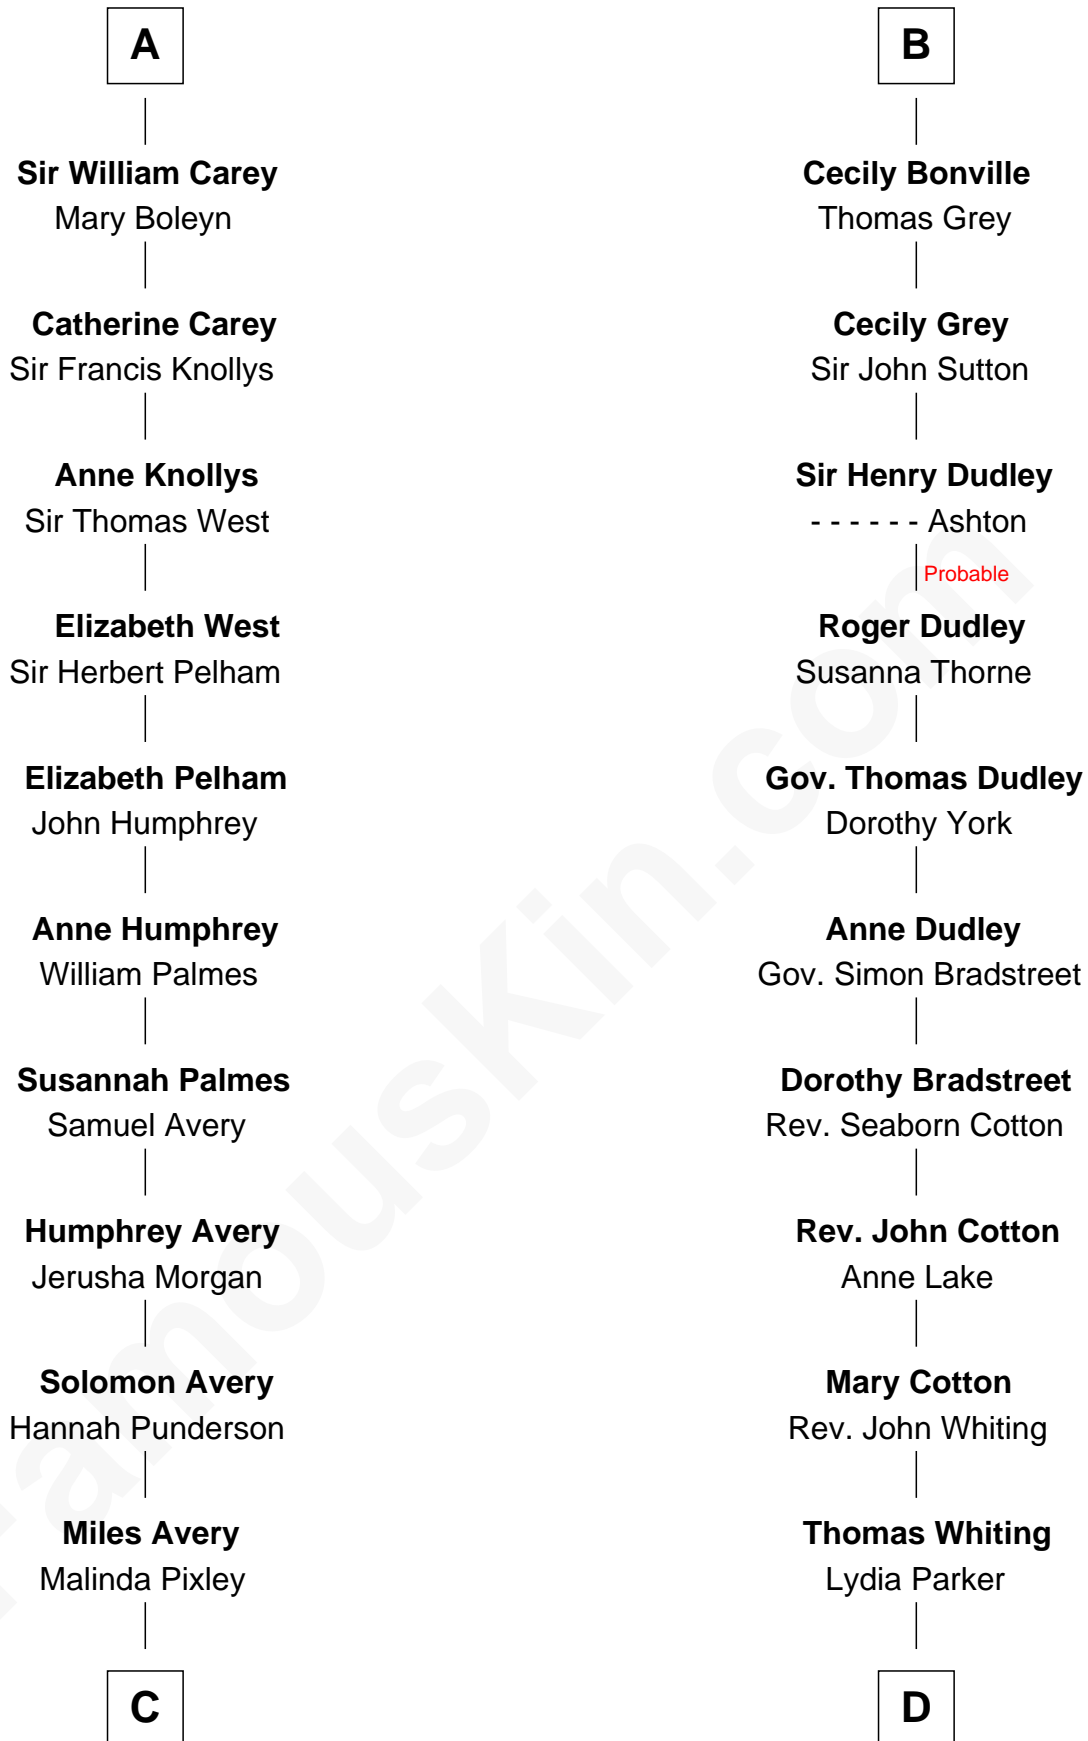 A
Sir William Carey
Mary Boleyn
Catherine Carey
Sir Francis Knollys
Anne Knollys
Sir Thomas West
Elizabeth West
Sir Herbert Pelham
Elizabeth Pelham
John Humphrey
Anne Humphrey
William Palmes
Susannah Palmes
Samuel Avery
Humphrey Avery
Jerusha Morgan
Solomon Avery
Hannah Punderson
Miles Avery
Malinda Pixley
C
B
Cecily Bonville
Thomas Grey
Cecily Grey
Sir John Sutton
Sir Henry Dudley
- - - - - - Ashton
Probable
Roger Dudley
Susanna Thorne
Gov. Thomas Dudley
Dorothy York
Anne Dudley
Gov. Simon Bradstreet
Dorothy Bradstreet
Rev. Seaborn Cotton
Rev. John Cotton
Anne Lake
Mary Cotton
Rev. John Whiting
Thomas Whiting
Lydia Parker
D
FamousKin.com